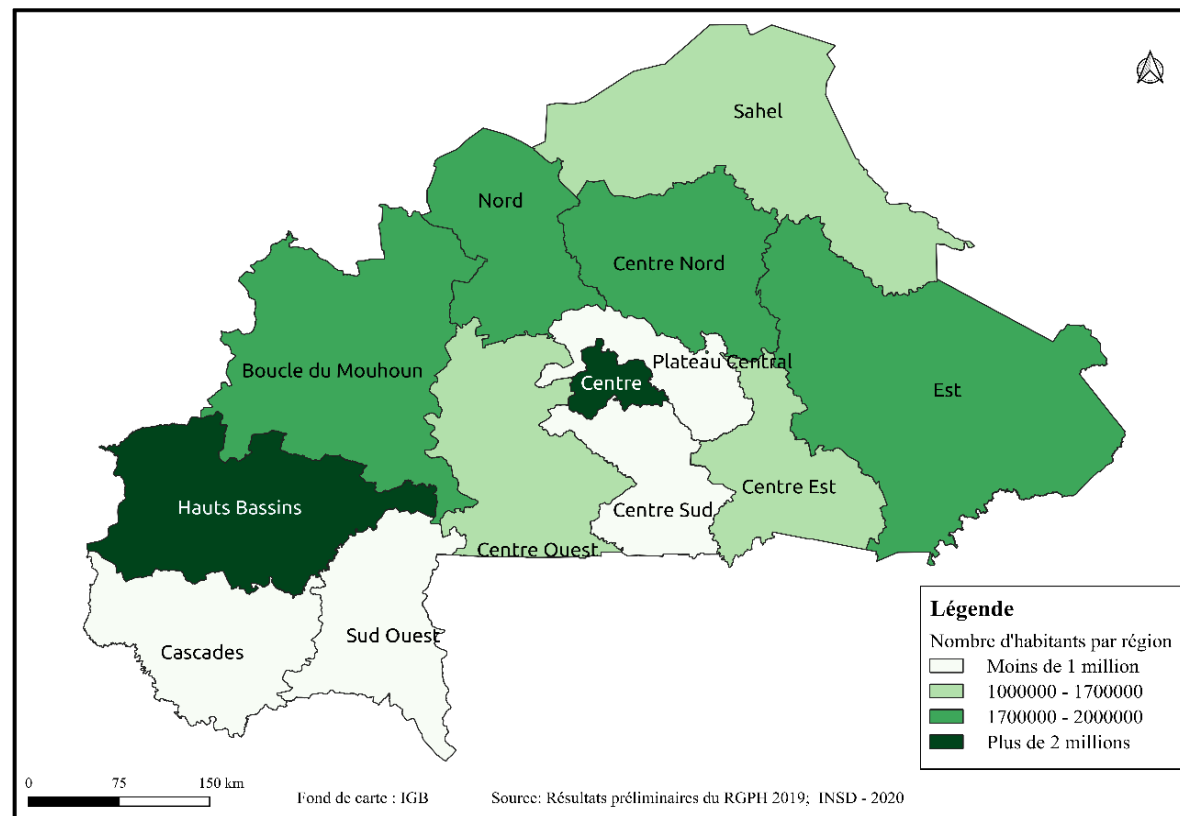 Sahel
Nord
Centre Nord
Boucle du Mouhoun
Plateau Central
Centre
Est
Hauts Bassins
Centre Est
Centre Sud
Centre Ouest
Sud Ouest
Cascades
Légende
Nombre d'habitants par région
Moins de 1 million
1000000 - 1700000
1700000 - 2000000
Plus de 2 millions
0 75 150 km
Fond de carte : IGB Source: Résultats préliminaires du RGPH 2019; INSD - 2020